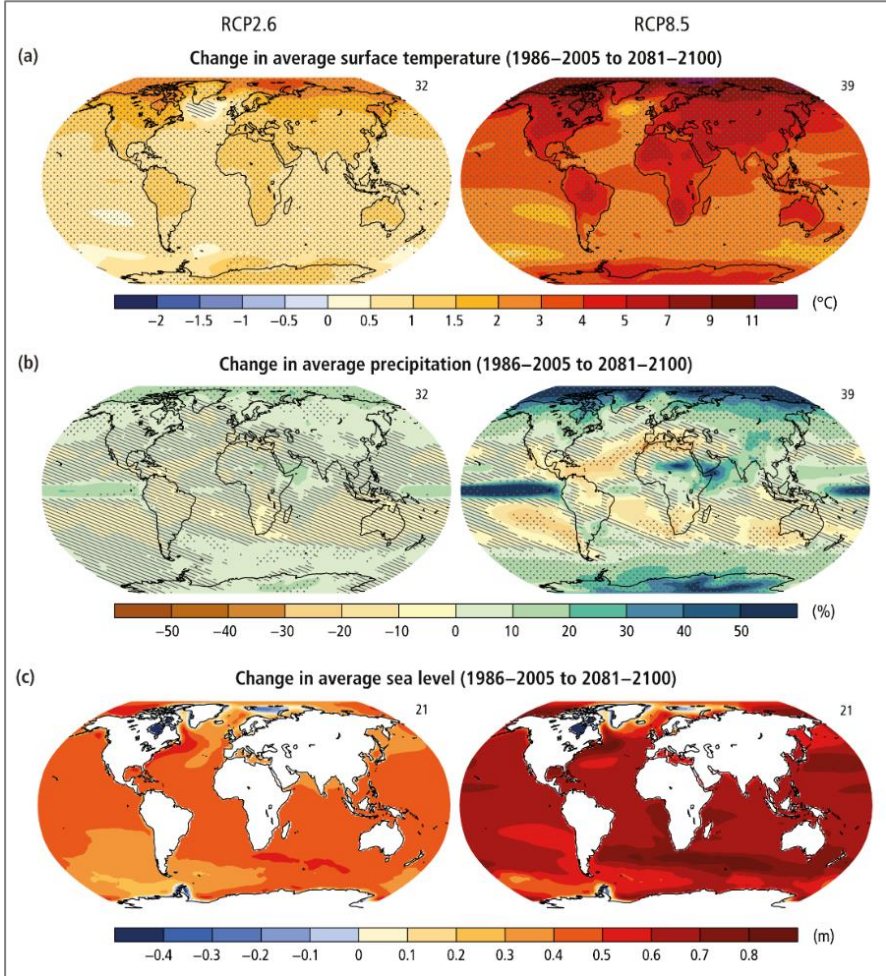 RCP2.6 RCP8.5
(a) Change in average surface temperature (1986–2005 to 2081–2100)
32 39
−2 −1.5 −1 −0.5 0 0.5 1 1.5 2 3 4 5 7 9 11 (°C)
(b) Change in average precipitation (1986–2005 to 2081–2100)
32 39
−50 −40 −30 −20 −10 0 10 20 30 40 50 (%)
(c) Change in average sea level (1986–2005 to 2081–2100)
21 21
−0.4 −0.3 −0.2 −0.1 0 0.1 0.2 0.3 0.4 0.5 0.6 0.7 0.8 (m)